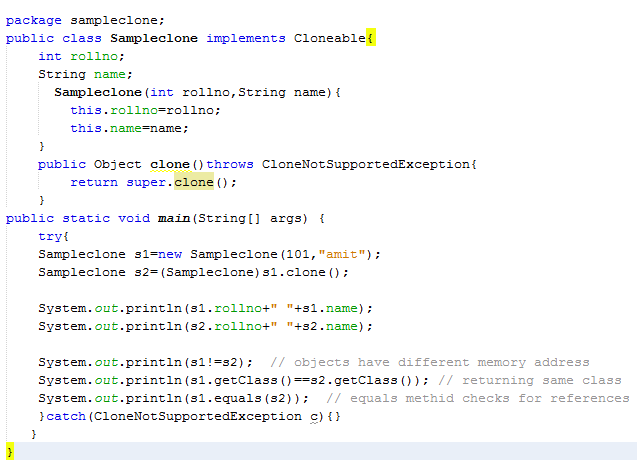 package sampleclone;
public class Sampleclone implements Cloneable{
    int rollno;
    String name;
      Sampleclone(int rollno,String name){
        this.rollno=rollno;
        this.name=name;
    }
    public Object clone()throws CloneNotSupportedException{
        return super.clone();
    }
public static void main(String[] args) {
    try{
    Sampleclone s1=new Sampleclone(101,"amit");
    Sampleclone s2=(Sampleclone)s1.clone();

    System.out.println(s1.rollno+" "+s1.name);
    System.out.println(s2.rollno+" "+s2.name);

    System.out.println(s1!=s2);  // objects have different memory address
    System.out.println(s1.getClass()==s2.getClass()); // returning same class
    System.out.println(s1.equals(s2));  // equals methid checks for references
    }catch(CloneNotSupportedException c){}
   }
}